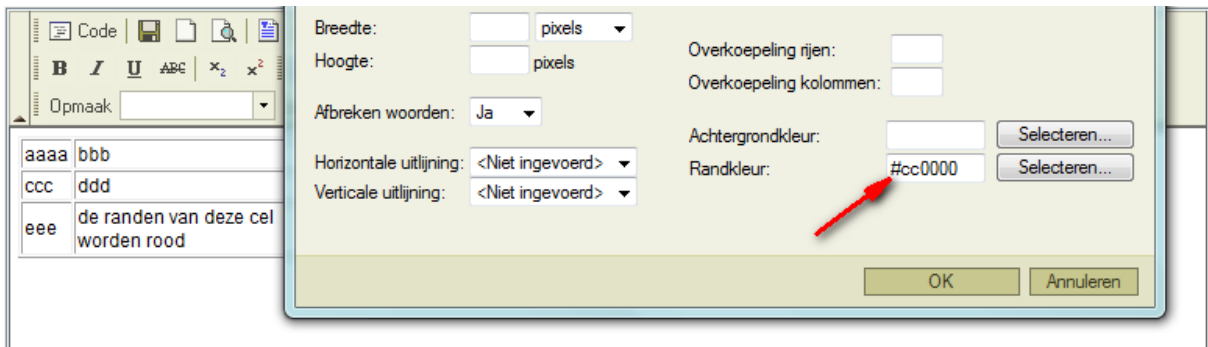 Code
B I U ABC x₂ x²
Opmaak
aaaa bbb
ccc ddd
eee de randen van deze cel
worden rood
Breedte: pixels
Hoogte: pixels
Afbreken woorden: Ja
Horizontale uitlijning: <Niet ingevoerd>
Verticale uitlijning: <Niet ingevoerd>
Overkoepeling rijen:
Overkoepeling kolommen:
Achtergrondkleur: Selecteren...
Randkleur: #cc0000 Selecteren...
OK Annuleren